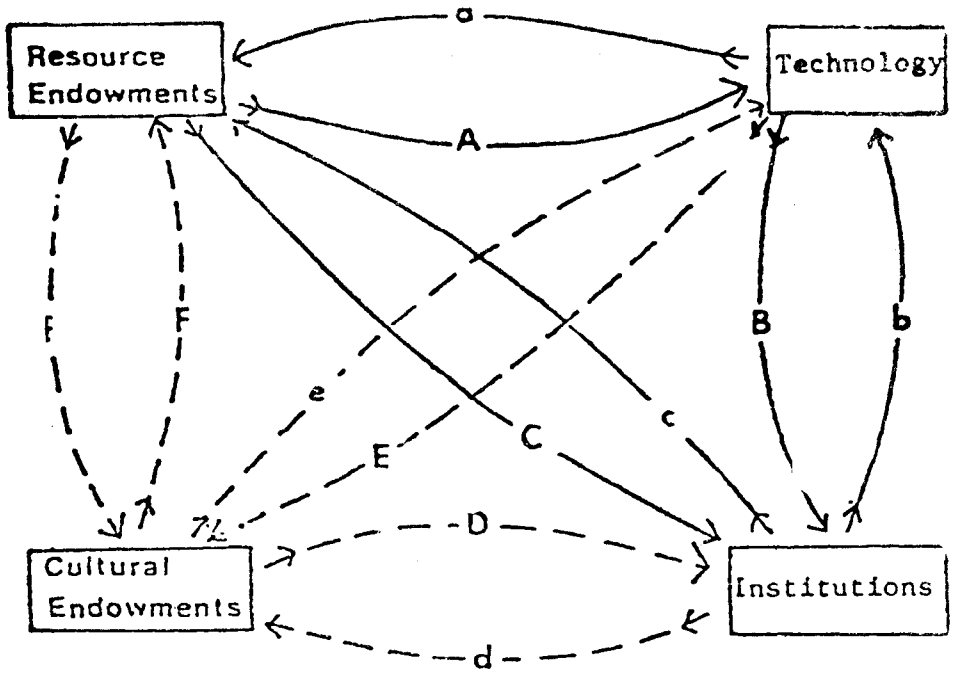 a
Resource
Endowments
Technology
A
F
F
B
b
e
c
C
E
D
Cultural
Endowments
Institutions
d